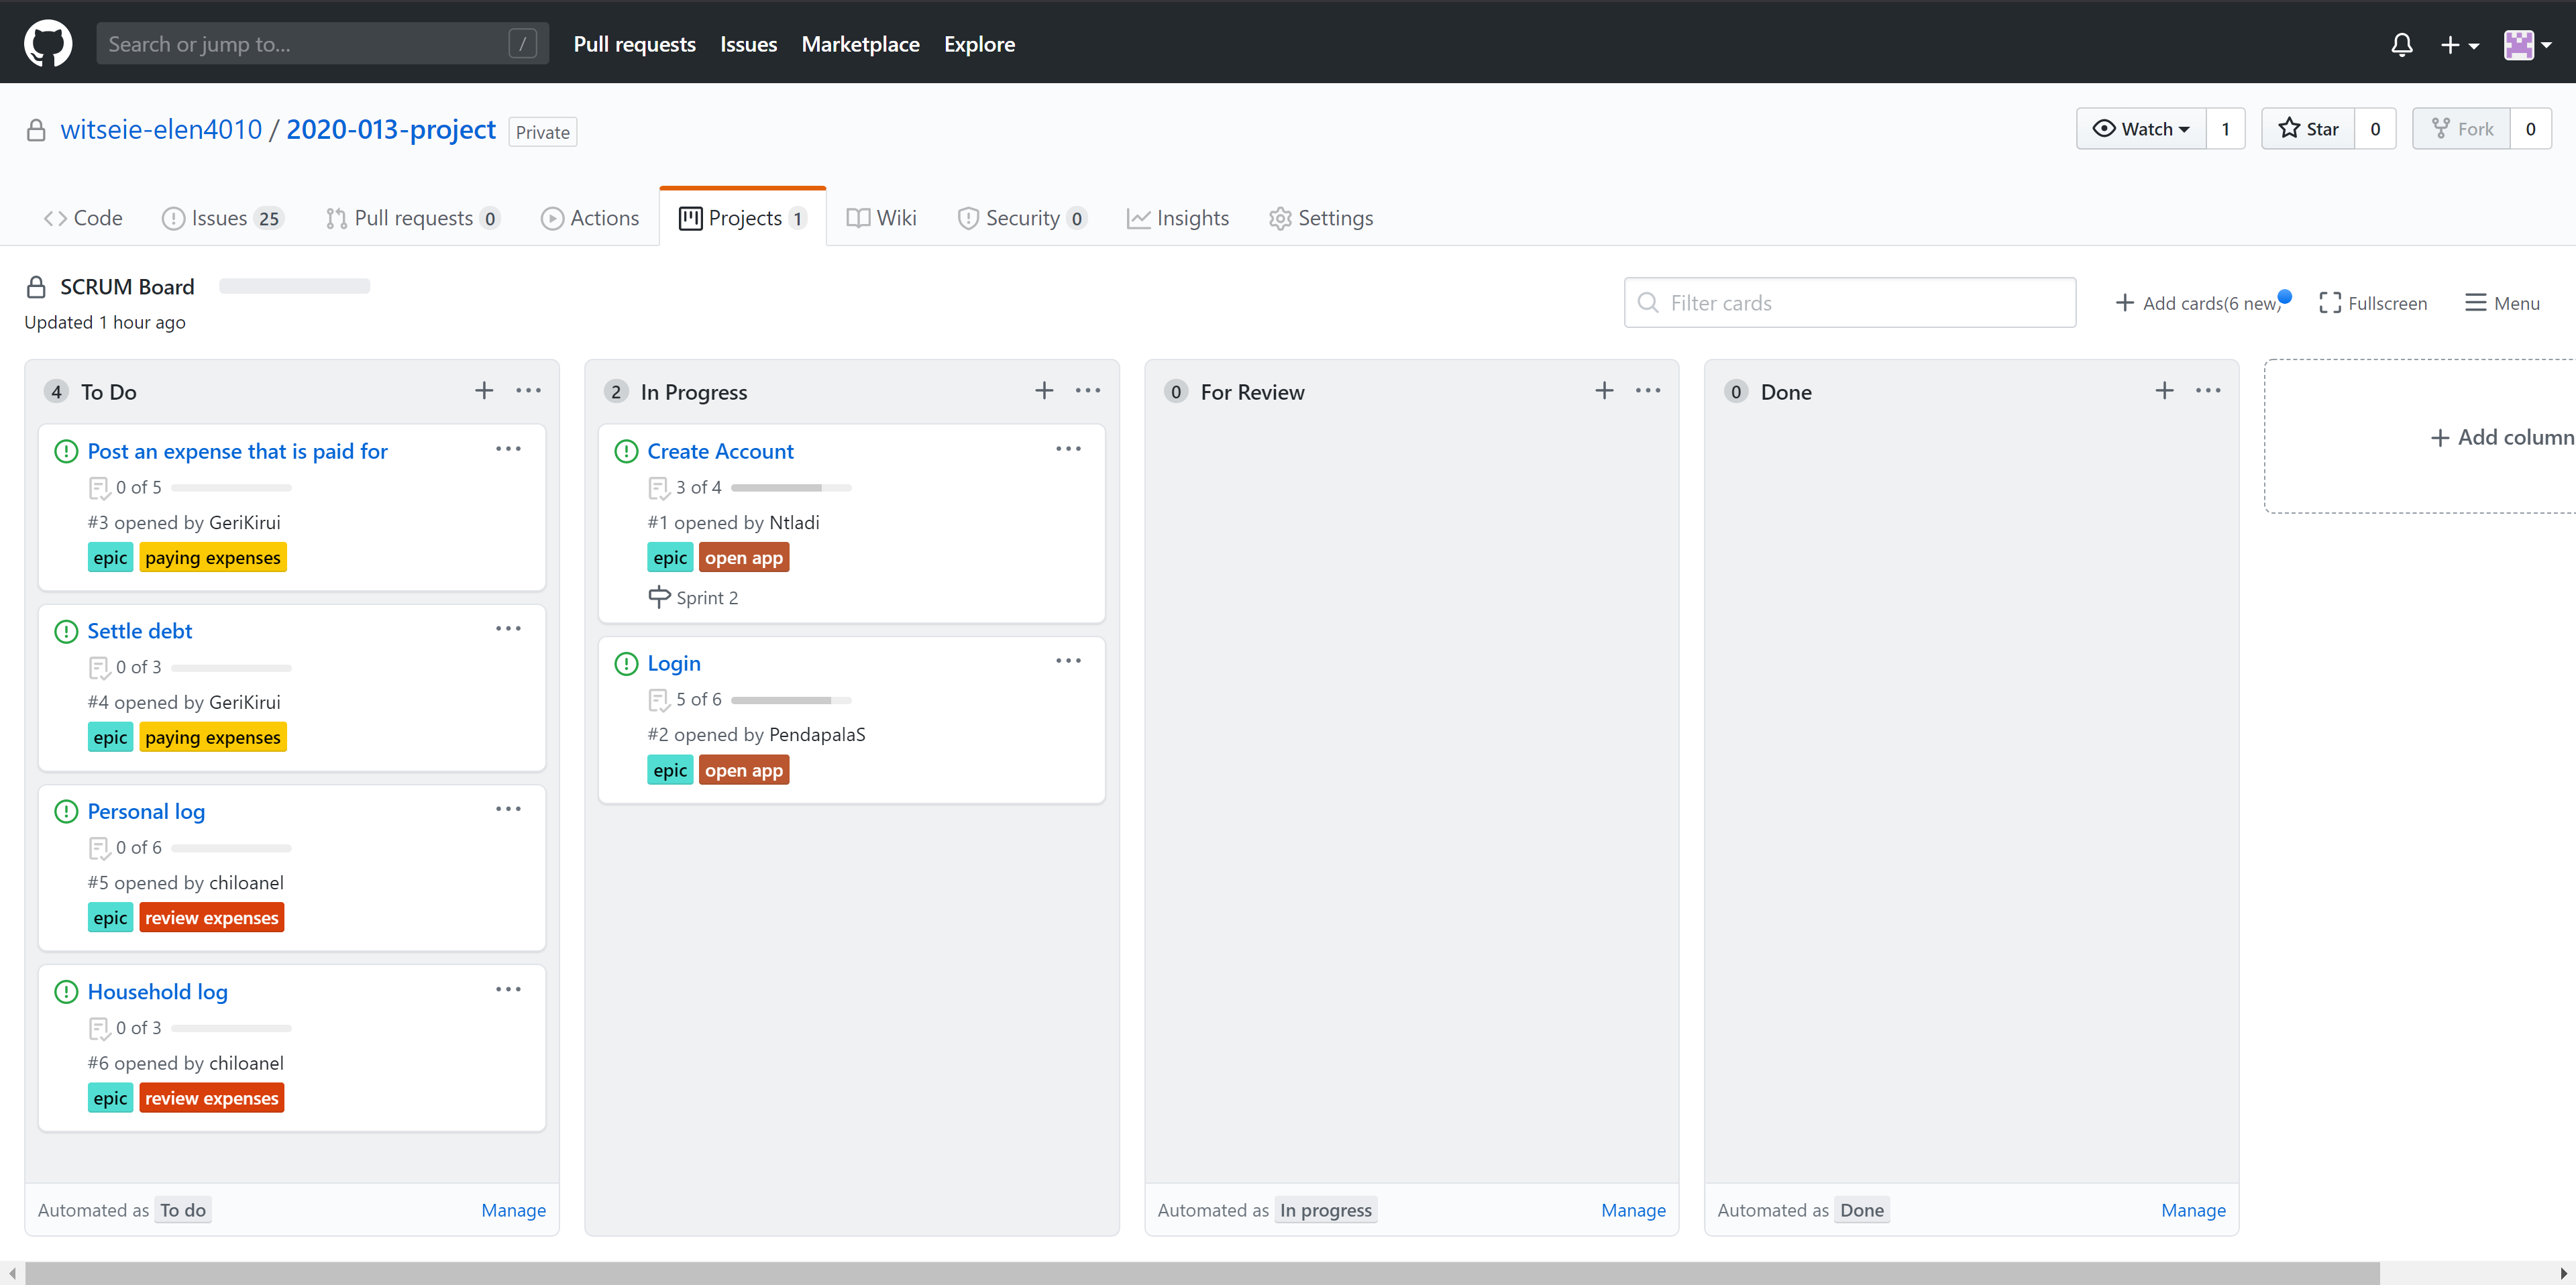 Search or jump to... /
Pull requests Issues Marketplace Explore
witseie-elen4010 / 2020-013-project Private
Watch 1 Star 0 Fork 0
Code Issues 25 Pull requests 0 Actions Projects 1 Wiki Security 0 Insights Settings
SCRUM Board
Updated 1 hour ago
Filter cards
Add cards(6 new) Fullscreen Menu
4 To Do
Post an expense that is paid for
0 of 5
#3 opened by GeriKirui
epic paying expenses
Settle debt
0 of 3
#4 opened by GeriKirui
epic paying expenses
Personal log
0 of 6
#5 opened by chiloanel
epic review expenses
Household log
0 of 3
#6 opened by chiloanel
epic review expenses
Automated as To do Manage
2 In Progress
Create Account
3 of 4
#1 opened by Ntladi
epic open app
Sprint 2
Login
5 of 6
#2 opened by PendapalaS
epic open app
0 For Review
Automated as In progress Manage
0 Done
Automated as Done Manage
+ Add column